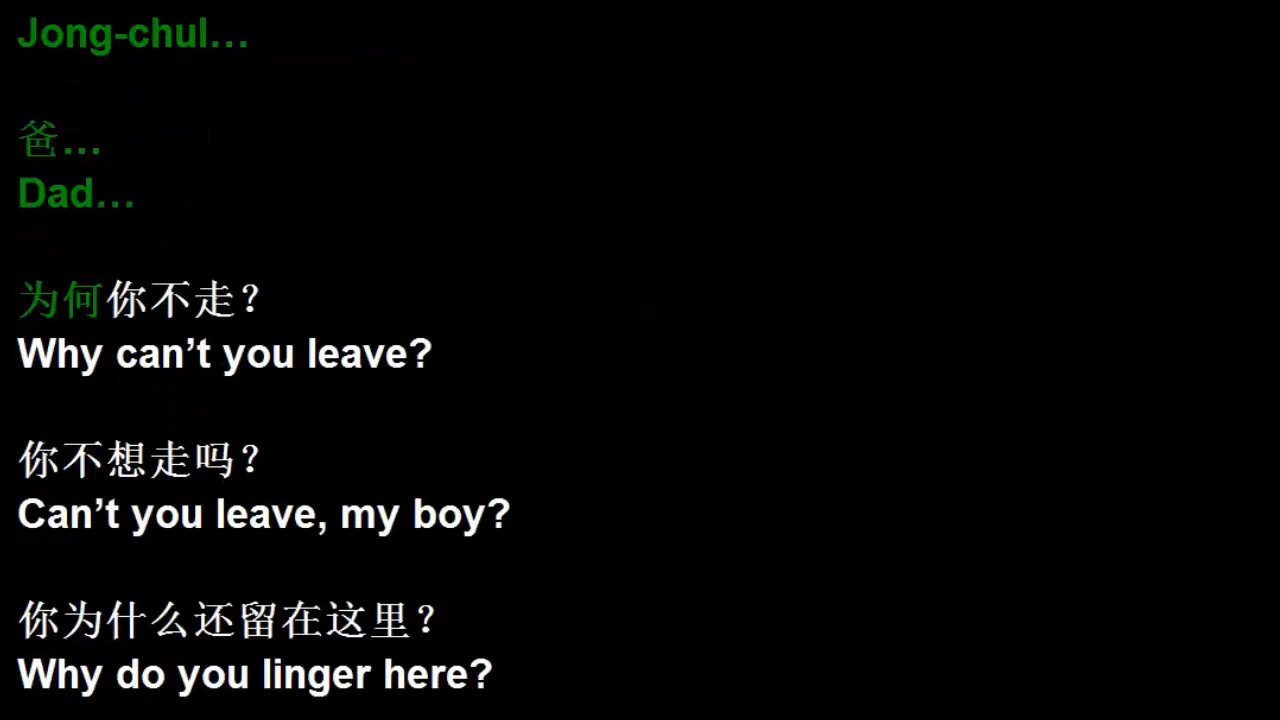 Jong-chul…
爸…
Dad…
为何你不走？
Why can’t you leave?
你不想走吗？
Can’t you leave, my boy?
你为什么还留在这里？
Why do you linger here?